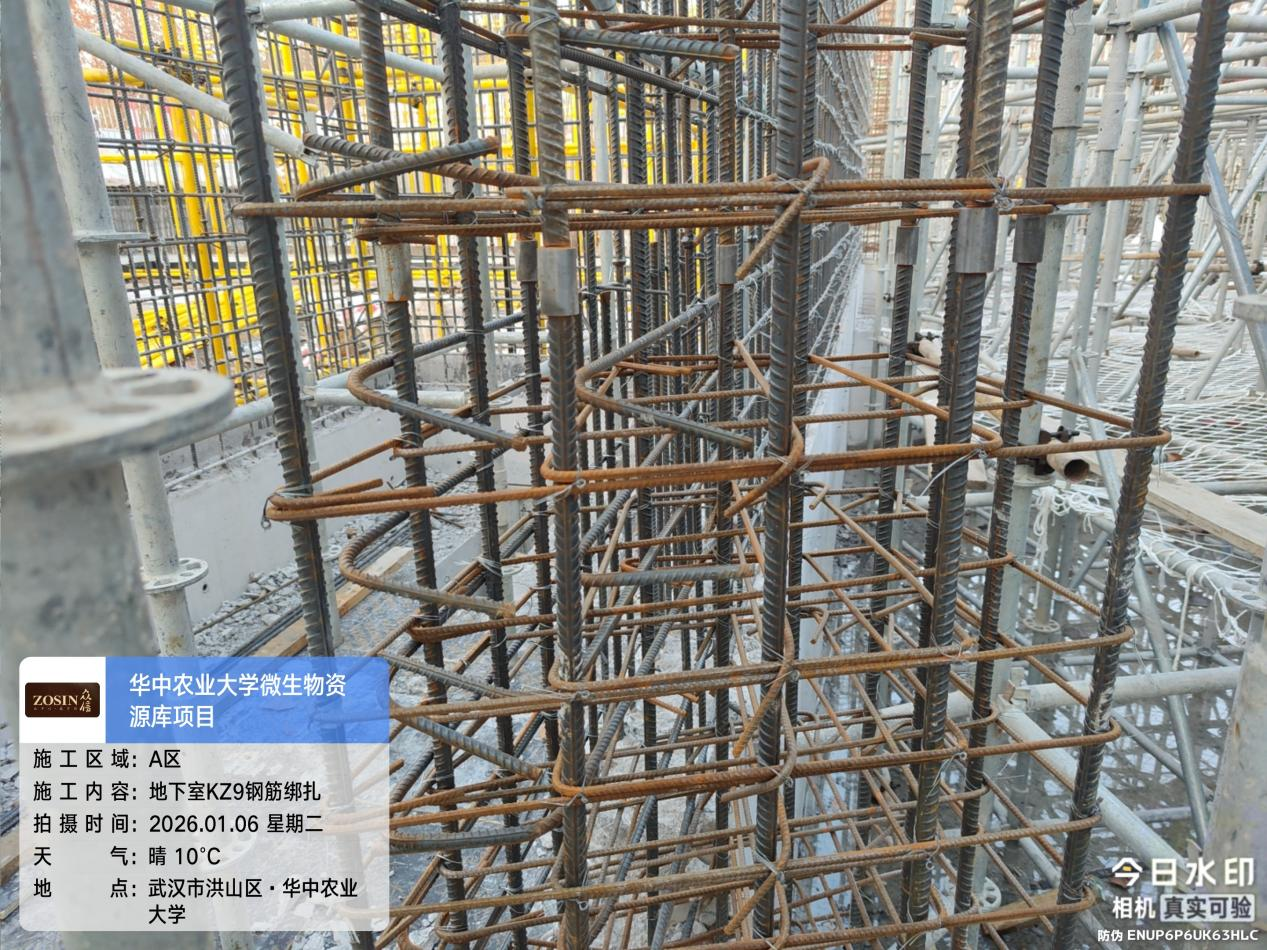 ZOSIN 众信
华中农业大学微生物资
源库项目
施工区域：A区
施工内容：地下室KZ9钢筋绑扎
拍摄时间：2026.01.06 星期二
天气：晴 10℃
地点：武汉市洪山区·华中农业
大学
今日水印
相机 真实可验
防伪 ENUP6P6UK63HLC